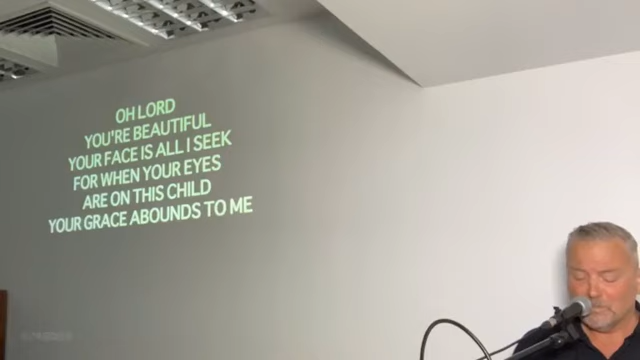 OH LORD
YOU'RE BEAUTIFUL
YOUR FACE IS ALL I SEEK
FOR WHEN YOUR EYES
ARE ON THIS CHILD
YOUR GRACE ABOUNDS TO ME